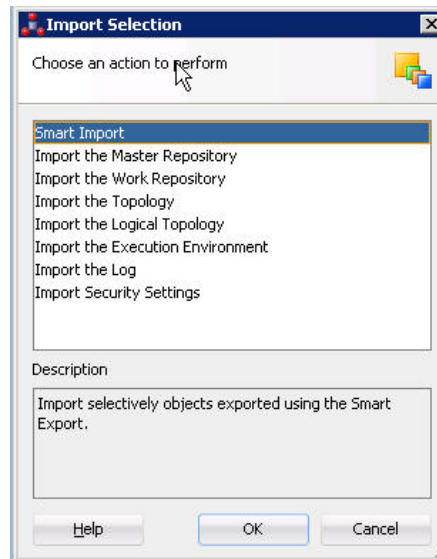 Import Selection
Choose an action to perform
Smart Import
Import the Master Repository
Import the Work Repository
Import the Topology
Import the Logical Topology
Import the Execution Environment
Import the Log
Import Security Settings
Description
Import selectively objects exported using the Smart
Export.
Help OK Cancel